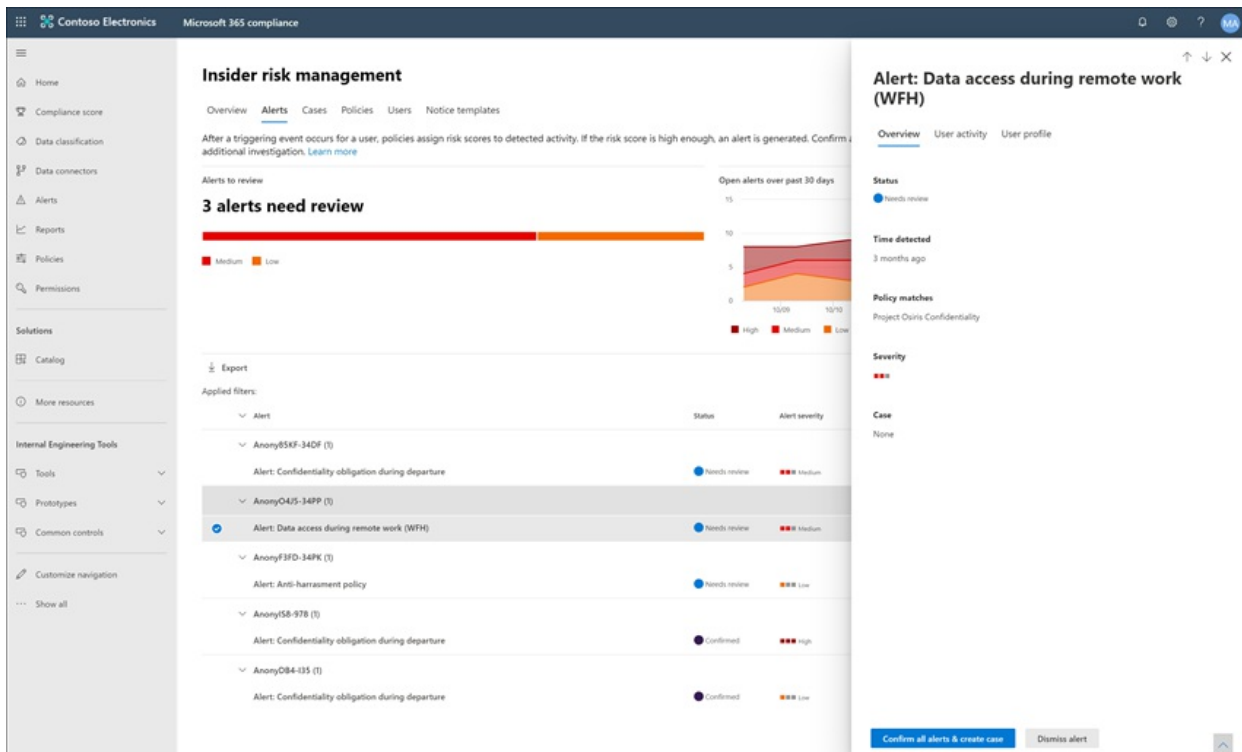 Contoso Electronics
Microsoft 365 compliance
MA
Home
Compliance score
Data classification
Data connectors
Alerts
Reports
Policies
Permissions
Solutions
Catalog
More resources
Internal Engineering Tools
Tools
Prototypes
Common controls
Customize navigation
Show all
Insider risk management
Overview Alerts Cases Policies Users Notice templates
After a triggering event occurs for a user, policies assign risk scores to detected activity. If the risk score is high enough, an alert is generated. Confirm a
additional investigation. Learn more
Alerts to review
3 alerts need review
Medium Low
Open alerts over past 30 days
15
10
5
0
10/09 10/10
High Medium Low
Export
Applied filters:
Alert Status Alert severity
Anony85KF-34DF (1)
Alert: Confidentiality obligation during departure Needs review Medium
AnonyO4J5-34PP (1)
Alert: Data access during remote work (WFH) Needs review Medium
AnonyF3FD-34PK (1)
Alert: Anti-harrasment policy Needs review Low
AnonyIS8-978 (1)
Alert: Confidentiality obligation during departure Confirmed High
AnonyDB4-I35 (1)
Alert: Confidentiality obligation during departure Confirmed Low
Alert: Data access during remote work
(WFH)
Overview User activity User profile
Status
Needs review
Time detected
3 months ago
Policy matches
Project Osiris Confidentiality
Severity
Case
None
Confirm all alerts & create case Dismiss alert